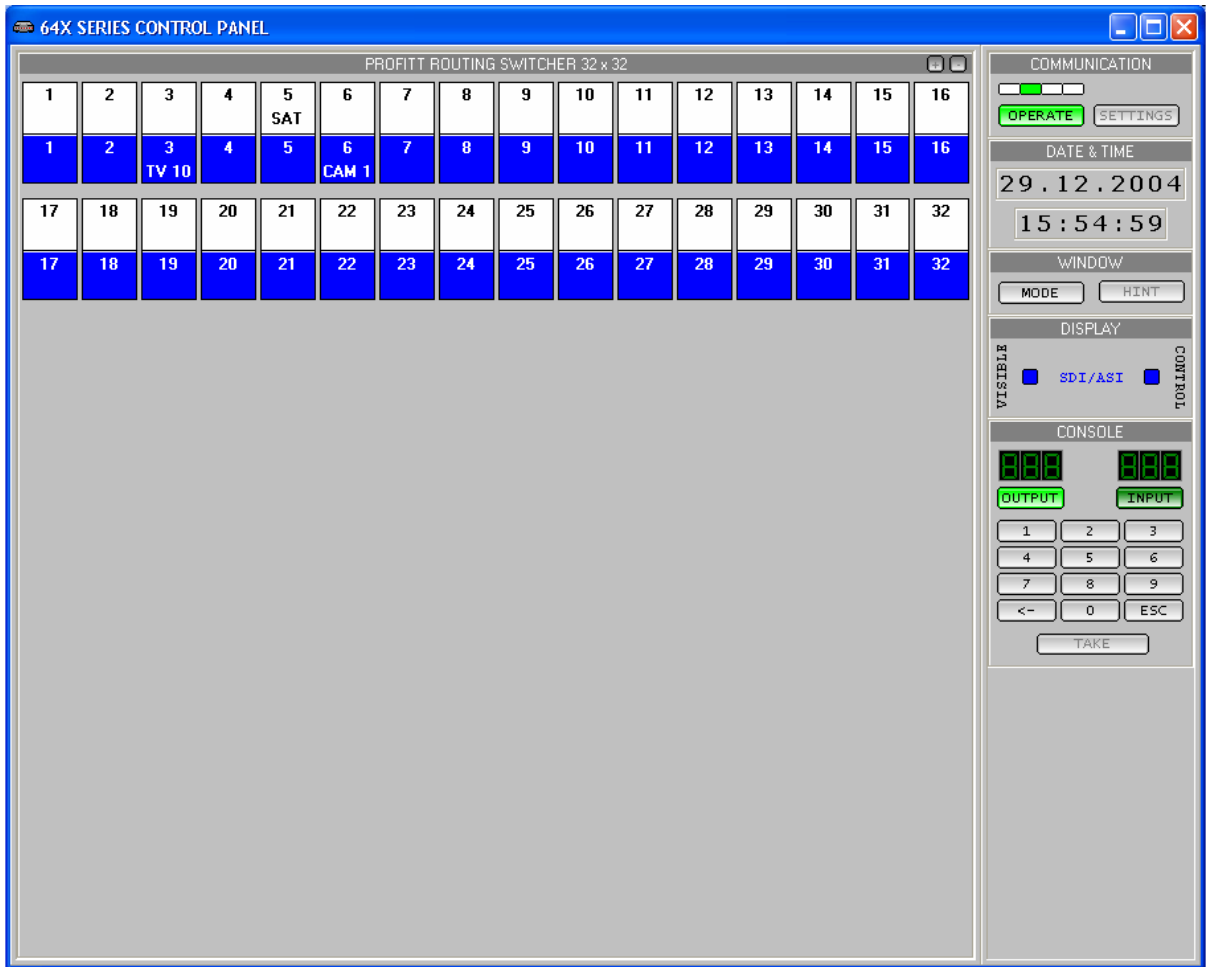 64X SERIES CONTROL PANEL
PROFITT ROUTING SWITCHER 32 x 32
+ -
1 2 3 4 5 6 7 8 9 10 11 12 13 14 15 16
SAT
1 2 3 4 5 6 7 8 9 10 11 12 13 14 15 16
TV 10 CAM 1
17 18 19 20 21 22 23 24 25 26 27 28 29 30 31 32
17 18 19 20 21 22 23 24 25 26 27 28 29 30 31 32
COMMUNICATION
OPERATE SETTINGS
DATE & TIME
29.12.2004
15:54:59
WINDOW
MODE HINT
DISPLAY
VISIBLE
SDI/ASI
CONTROL
CONSOLE
OUTPUT INPUT
1 2 3
4 5 6
7 8 9
<- 0 ESC
TAKE